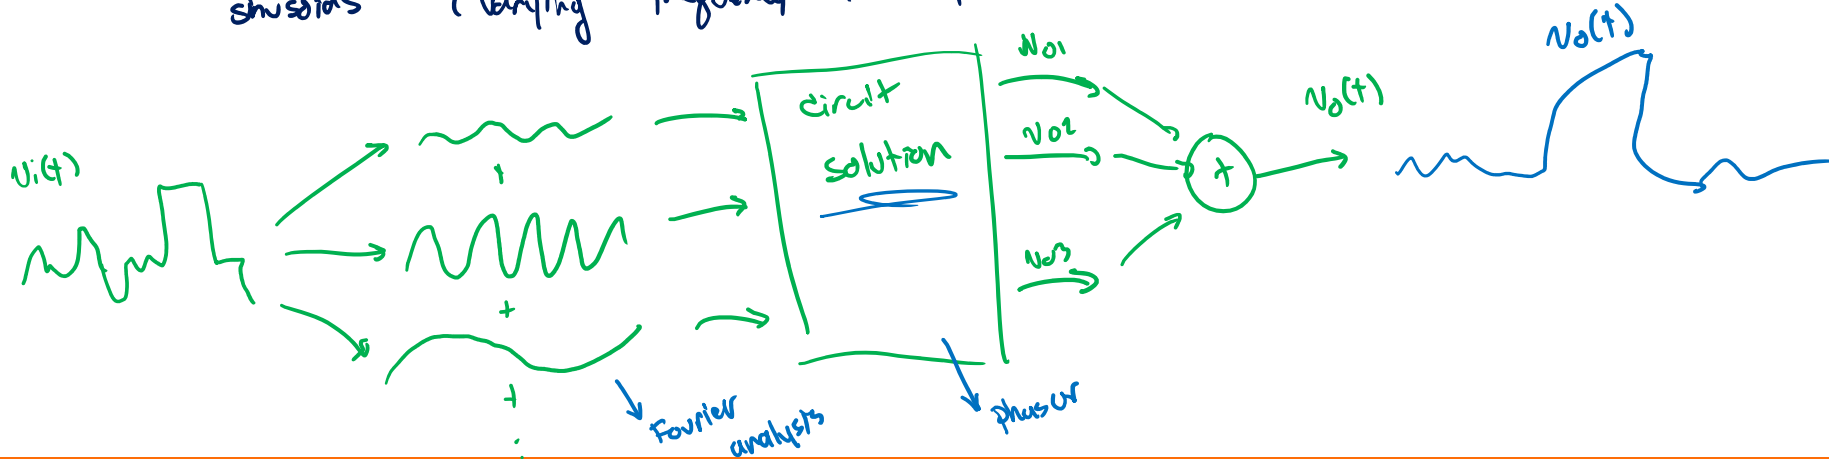 sinusoids (varying frequency
Vi(t)
+
+
+
circuit
solution
Vo1
Vo2
Vo3
+
Vo(t)
Vo(t)
Fourier
analysis
phasor